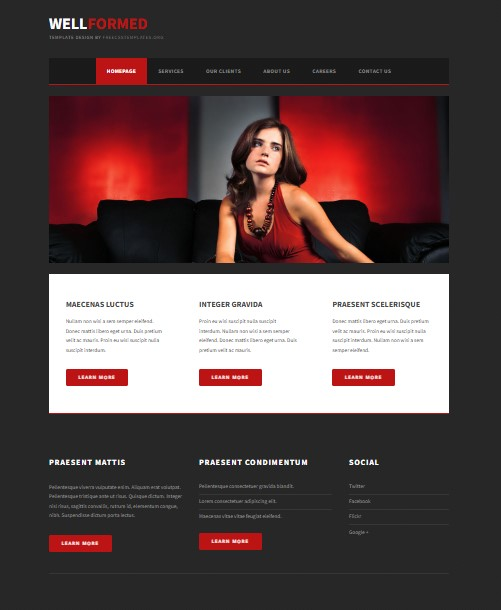 WELLFORMED
TEMPLATE DESIGN BY FREECSSTEMPLATES.ORG
HOMEPAGE SERVICES OUR CLIENTS ABOUT US CAREERS CONTACT US
MAECENAS LUCTUS
Nullam non wisi a sem semper eleifend.
Donec mattis libero eget urna. Duis pretium
velit ac mauris. Proin eu wisi suscipit nulla
suscipit interdum.
LEARN MORE
INTEGER GRAVIDA
Proin eu wisi suscipit nulla suscipit
interdum. Nullam non wisi a sem semper
eleifend. Donec mattis libero eget urna. Duis
pretium velit ac mauris.
LEARN MORE
PRAESENT SCELERISQUE
Donec mattis libero eget urna. Duis pretium
velit ac mauris. Proin eu wisi suscipit nulla
suscipit interdum. Nullam non wisi a sem
semper eleifend.
LEARN MORE
PRAESENT MATTIS
Pellentesque viverra vulputate enim. Aliquam erat volutpat.
Pellentesque tristique ante ut risus. Quisque dictum. Integer
nisl risus, sagittis convallis, rutrum id, elementum congue,
nibh. Suspendisse dictum porta lectus.
LEARN MORE
PRAESENT CONDIMENTUM
Pellentesque consectetuer gravida blandit.
Lorem consectetuer adipiscing elit.
Maecenas vitae vitae feugiat eleifend.
LEARN MORE
SOCIAL
Twitter
Facebook
Flickr
Google +